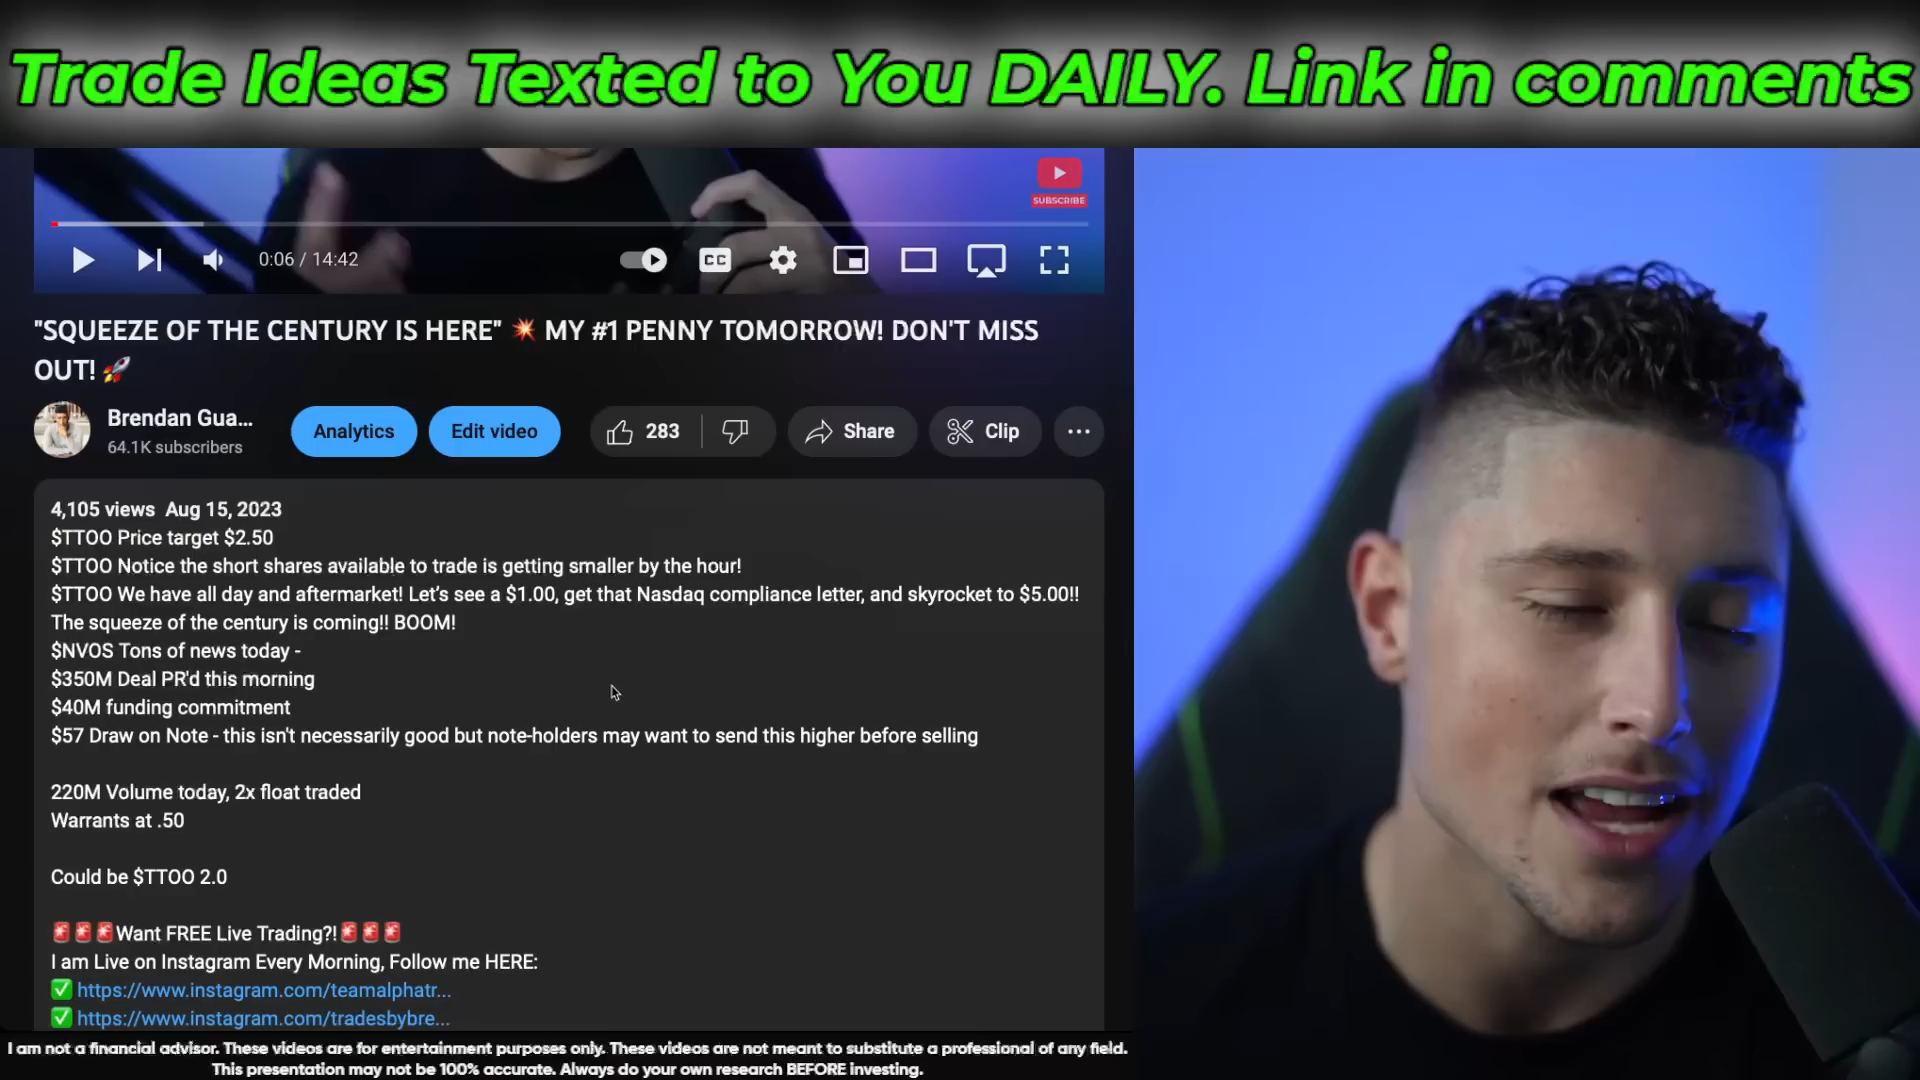 Trade Ideas Texted to You DAILY. Link in comments
SUBSCRIBE
0:06 / 14:42
CC
"SQUEEZE OF THE CENTURY IS HERE" 💥 MY #1 PENNY TOMORROW! DON'T MISS
OUT! 🚀
Brendan Gua...
64.1K subscribers
Analytics
Edit video
283
Share
Clip
4,105 views Aug 15, 2023
$TTOO Price target $2.50
$TTOO Notice the short shares available to trade is getting smaller by the hour!
$TTOO We have all day and aftermarket! Let’s see a $1.00, get that Nasdaq compliance letter, and skyrocket to $5.00!!
The squeeze of the century is coming!! BOOM!
$NVOS Tons of news today -
$350M Deal PR'd this morning
$40M funding commitment
$57 Draw on Note - this isn't necessarily good but note-holders may want to send this higher before selling
220M Volume today, 2x float traded
Warrants at .50
Could be $TTOO 2.0
🚨🚨🚨Want FREE Live Trading?!🚨🚨🚨
I am Live on Instagram Every Morning, Follow me HERE:
✅ https://www.instagram.com/teamalphatr...
✅ https://www.instagram.com/tradesbybre...
I am not a financial advisor. These videos are for entertainment purposes only. These videos are not meant to substitute a professional of any field.
This presentation may not be 100% accurate. Always do your own research BEFORE investing.